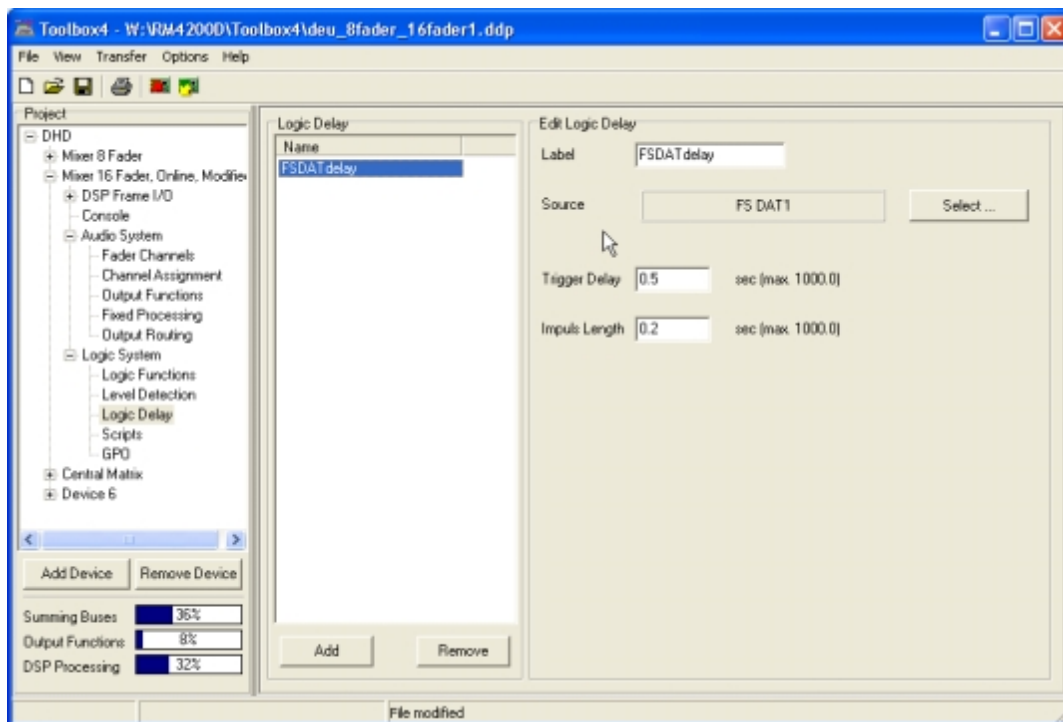 Toolbox4 - W:\RM4200D\Toolbox4\deu_8fader_16fader1.ddp
File View Transfer Options Help
Project
DHD
Mixer 8 Fader
Mixer 16 Fader, Online, Modifie
DSP Frame I/O
Console
Audio System
Fader Channels
Channel Assignment
Output Functions
Fixed Processing
Output Routing
Logic System
Logic Functions
Level Detection
Logic Delay
Scripts
GPO
Central Matrix
Device 6
Add Device Remove Device
Summing Buses 36%
Output Functions 8%
DSP Processing 32%
Logic Delay
Name
FSDATdelay
Add Remove
Edit Logic Delay
Label FSDATdelay
Source FS DAT1 Select ...
Trigger Delay 0.5 sec (max. 1000.0)
Impuls Length 0.2 sec (max. 1000.0)
File modified